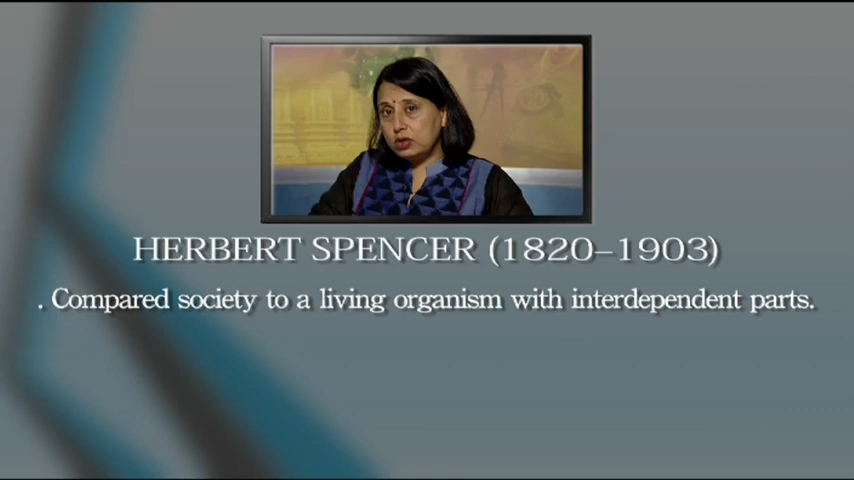 HERBERT SPENCER (1820–1903)
. Compared society to a living organism with interdependent parts.